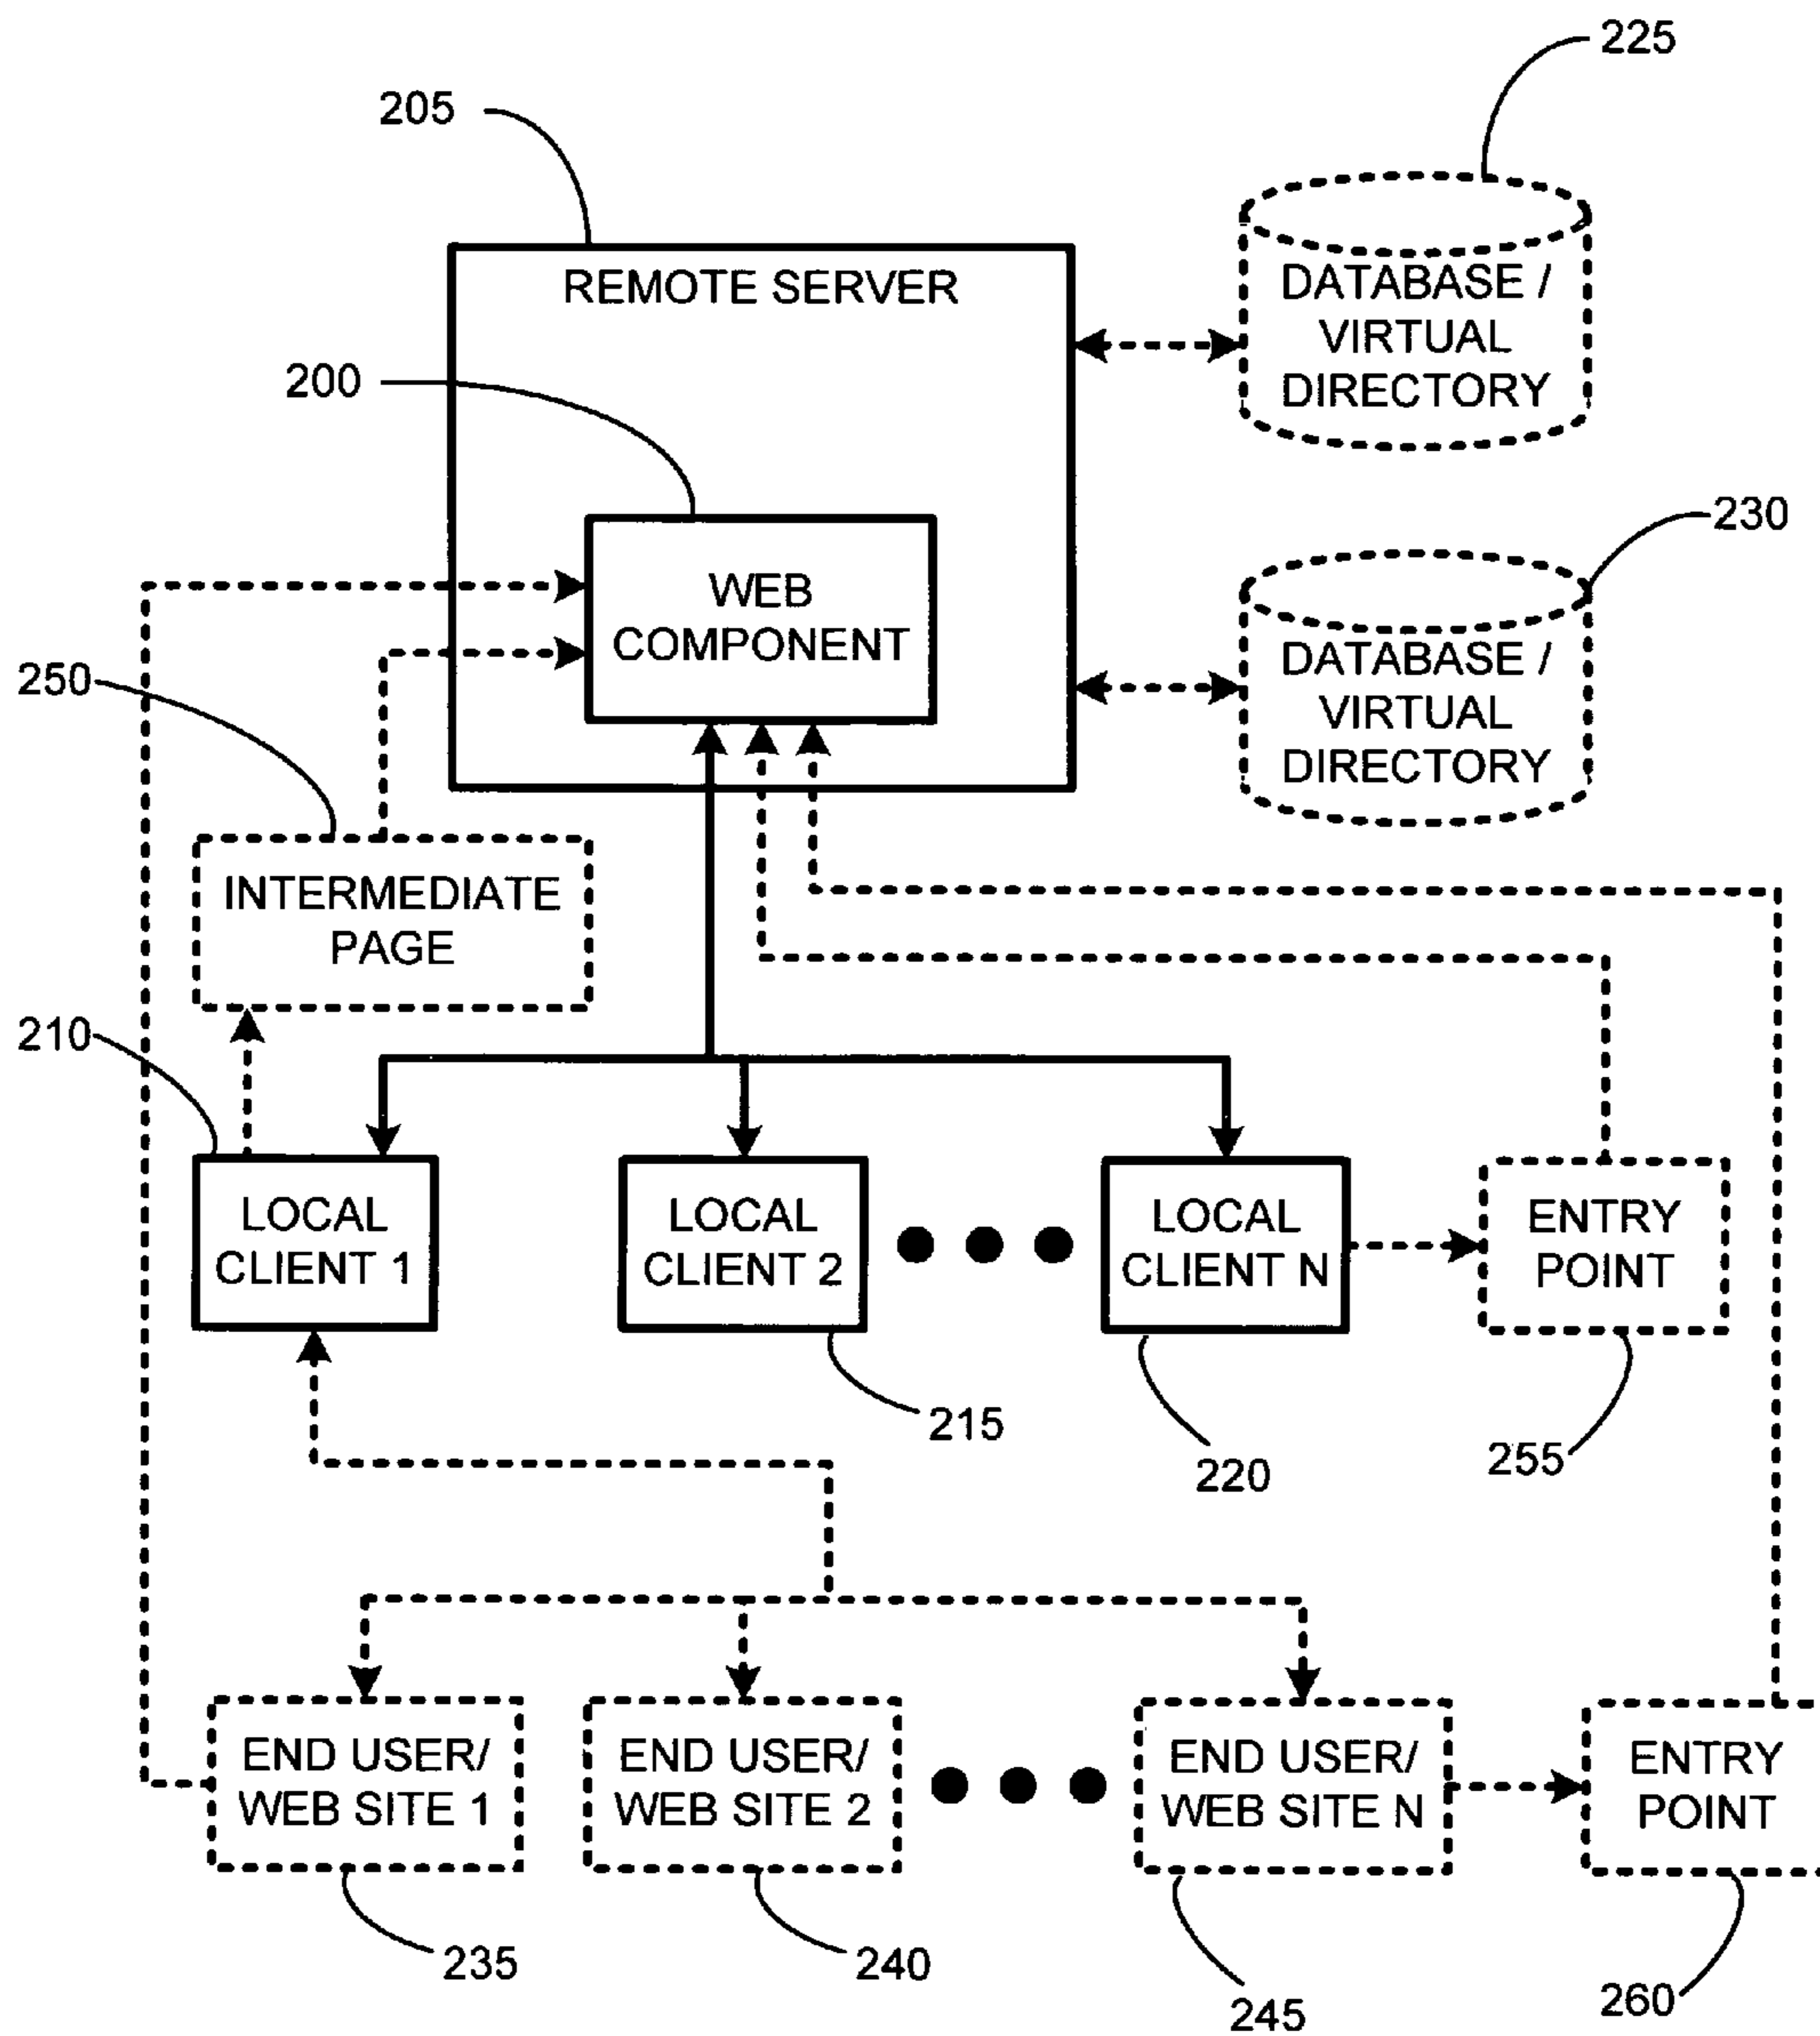 225
205
REMOTE SERVER
DATABASE /
VIRTUAL
DIRECTORY
200
230
WEB
COMPONENT
DATABASE /
VIRTUAL
DIRECTORY
250
INTERMEDIATE
PAGE
210
LOCAL
CLIENT 1
LOCAL
CLIENT 2
LOCAL
CLIENT N
ENTRY
POINT
215
220
255
END USER/
WEB SITE 1
END USER/
WEB SITE 2
END USER/
WEB SITE N
ENTRY
POINT
235
240
245
260